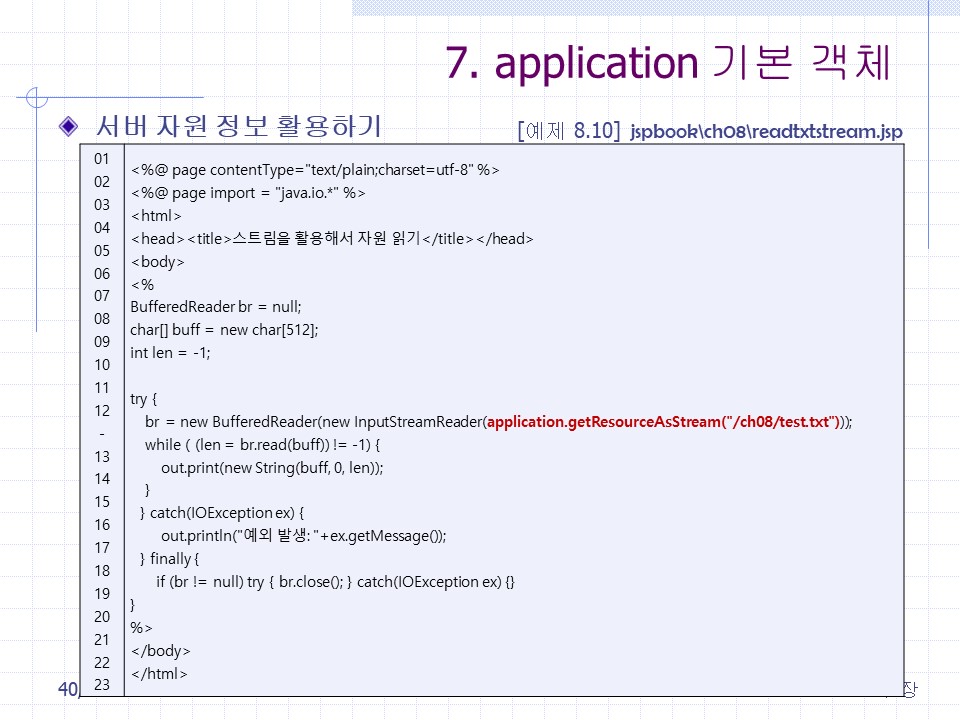 7. application 기본 객체
서버 자원 정보 활용하기
[예제 8.10] jspbook\ch08\readtxtstream.jsp
01
02
03
04
05
06
07
08
09
10
11
12
-
13
14
15
16
17
18
19
20
21
22
23
<%@ page contentType="text/plain;charset=utf-8" %>
<%@ page import = "java.io.*" %>
<html>
<head><title>스트림을 활용해서 자원 읽기</title></head>
<body>
<%
BufferedReader br = null;
char[] buff = new char[512];
int len = -1;
try {
br = new BufferedReader(new InputStreamReader(application.getResourceAsStream("/ch08/test.txt")));
while ( (len = br.read(buff)) != -1) {
out.print(new String(buff, 0, len));
}
} catch(IOException ex) {
out.println("예외 발생: "+ex.getMessage());
} finally {
if (br != null) try { br.close(); } catch(IOException ex) {}
}
%>
</body>
</html>
40
장